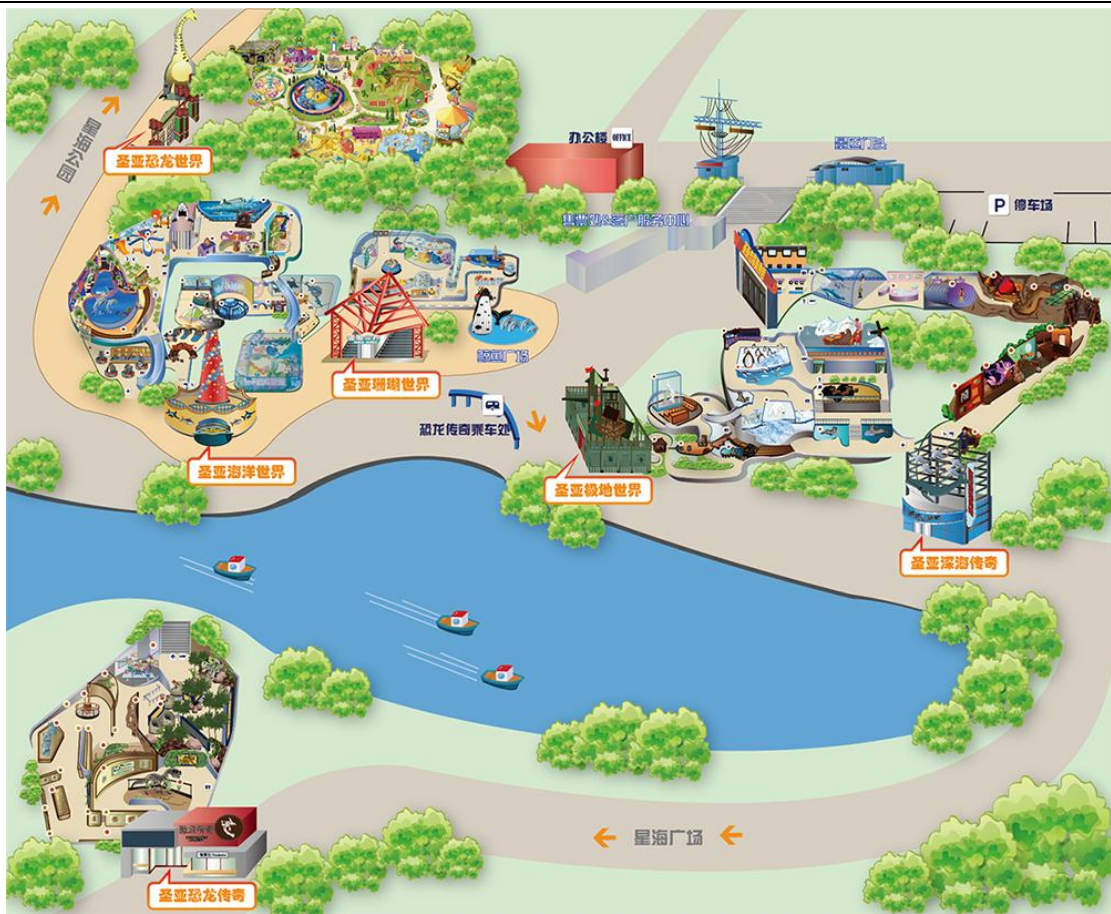 办公楼 OFFICE
景区门头
星海公园
圣亚恐龙世界
P 停车场
售票处&客户服务中心
鲸鱼广场
圣亚珊瑚世界
恐龙传奇乘车处
圣亚海洋世界
圣亚极地世界
圣亚深海传奇
星海广场
圣亚恐龙传奇